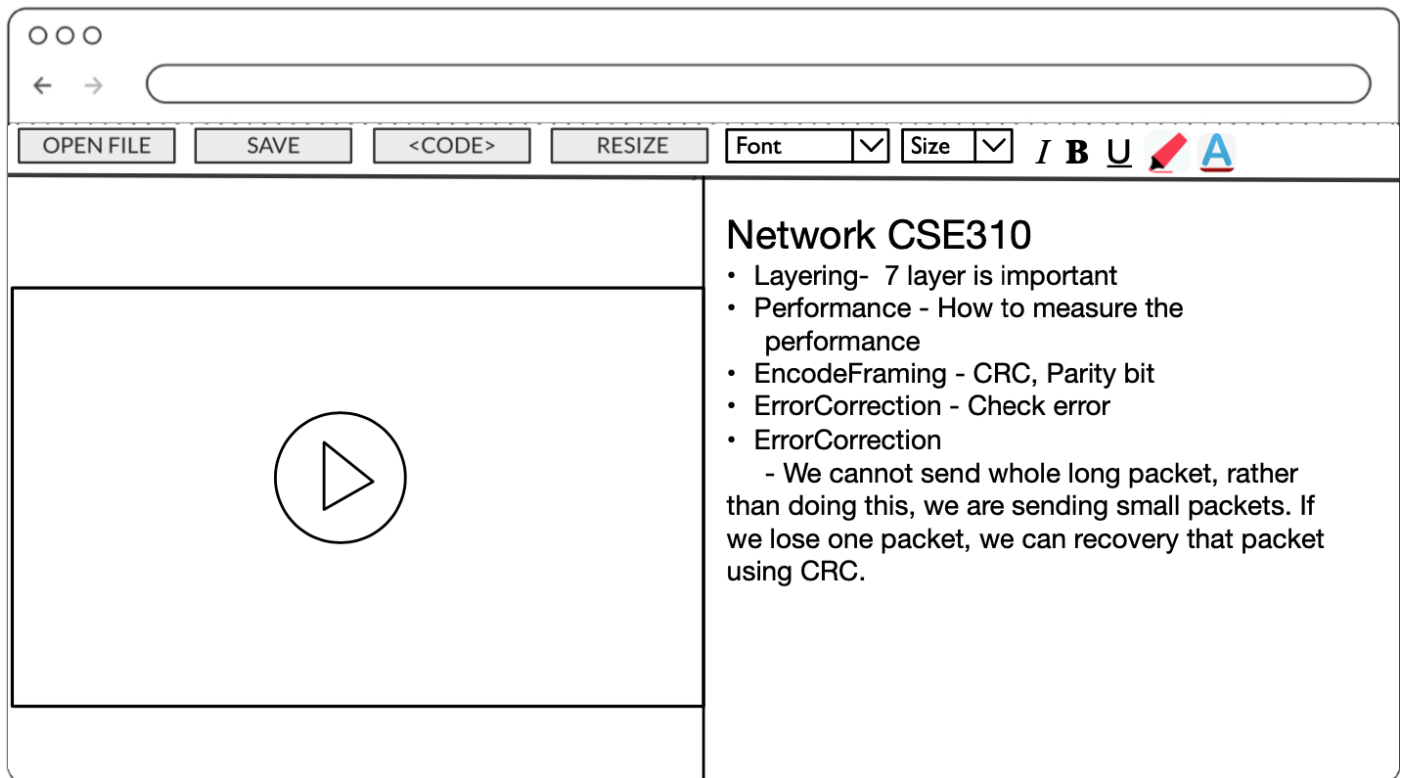 OPEN FILE
SAVE
<CODE>
RESIZE
Font
Size
I B U A
Network CSE310
• Layering-  7 layer is important
• Performance - How to measure the
performance
• EncodeFraming - CRC, Parity bit
• ErrorCorrection - Check error
• ErrorCorrection
- We cannot send whole long packet, rather
than doing this, we are sending small packets. If
we lose one packet, we can recovery that packet
using CRC.